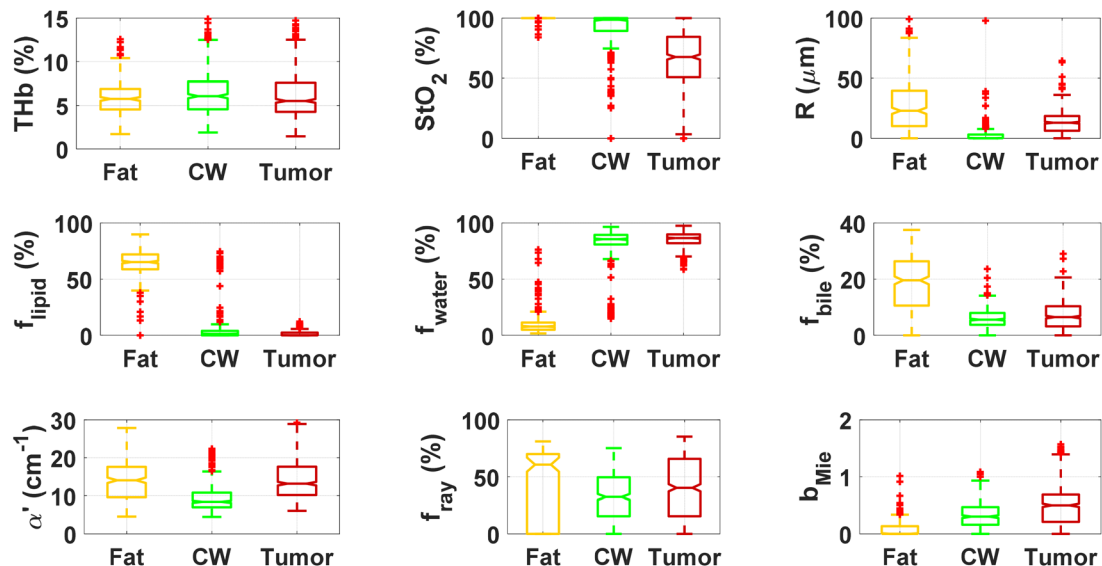 THb (%)
15
10
5
0
Fat CW Tumor
StO2 (%)
100
50
0
Fat CW Tumor
R (μm)
100
50
0
Fat CW Tumor
flipid (%)
100
50
0
Fat CW Tumor
fwater (%)
100
50
0
Fat CW Tumor
fbile (%)
40
20
0
Fat CW Tumor
α' (cm-1)
30
20
10
0
Fat CW Tumor
fray (%)
100
50
0
Fat CW Tumor
bMie
2
1
0
Fat CW Tumor